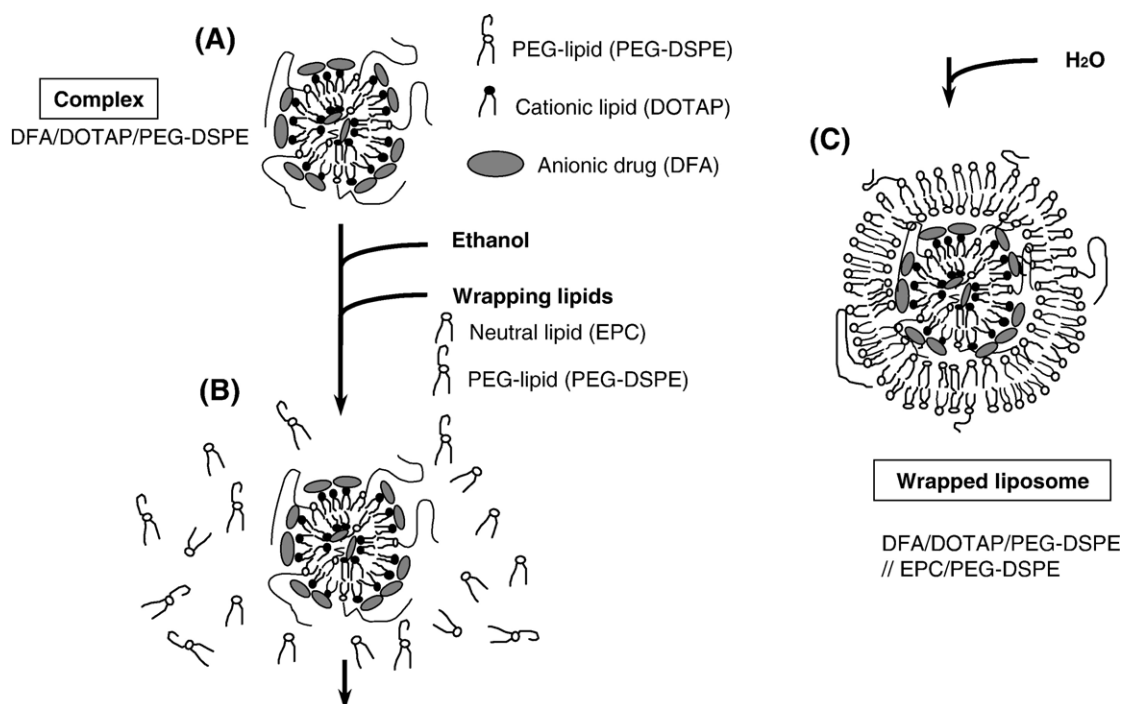 (A)
Complex
DFA/DOTAP/PEG-DSPE
PEG-lipid (PEG-DSPE)
Cationic lipid (DOTAP)
Anionic drug (DFA)
Ethanol
Wrapping lipids
Neutral lipid (EPC)
PEG-lipid (PEG-DSPE)
(B)
H₂O
(C)
Wrapped liposome
DFA/DOTAP/PEG-DSPE
// EPC/PEG-DSPE